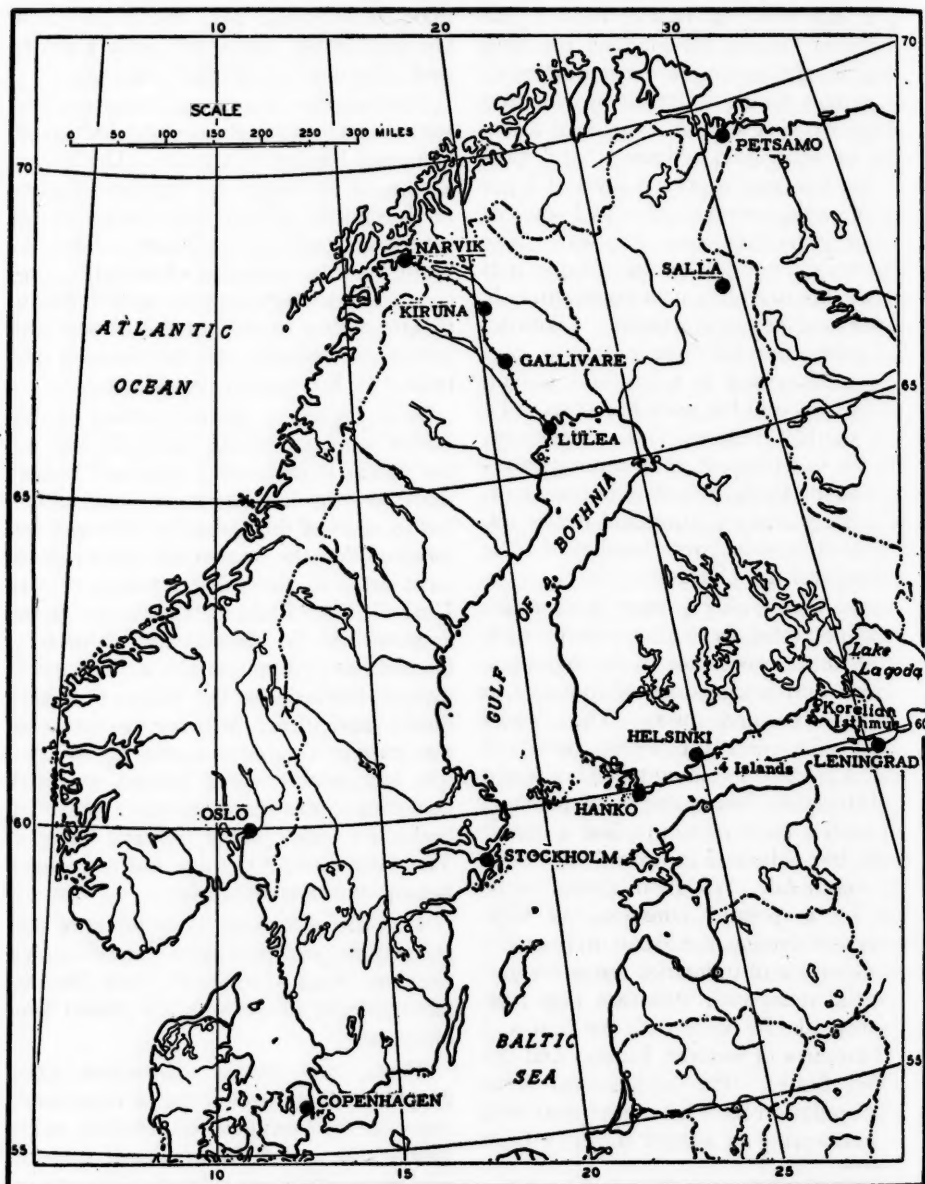 10
20
30
70
SCALE
0 50 100 150 200 250 300 MILES
PETSAMO
70
NARVIK
SALLA
KIRUNA
ATLANTIC
OCEAN
GALLIVARE
65
LULEA
65
GULF OF BOTHNIA
Lake
Lagoda
Korelian
Isthmus
60
HELSINKI
LENINGRAD
4 Islands
HANKO
OSLO
60
STOCKHOLM
BALTIC
SEA
55
COPENHAGEN
55
10
15
20
25